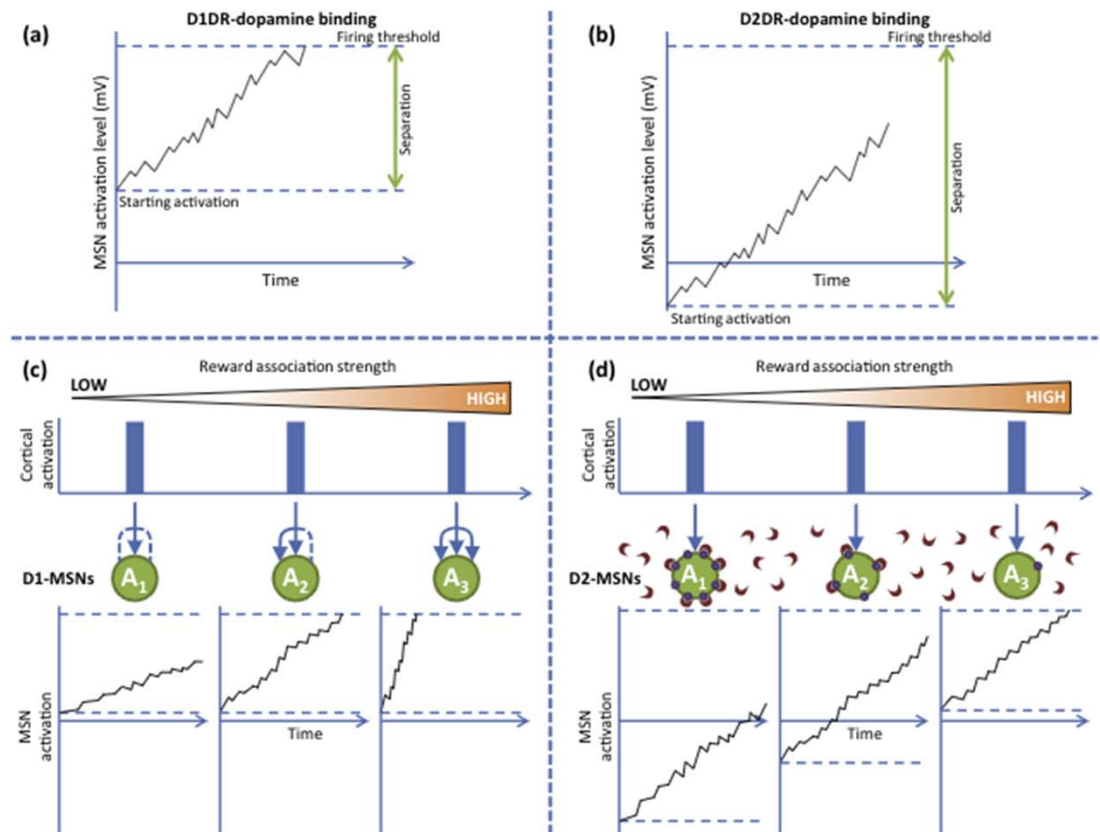 (a)
D1DR-dopamine binding
Firing threshold
MSN activation level (mV)
Separation
Starting activation
Time
(b)
D2DR-dopamine binding
Firing threshold
MSN activation level (mV)
Separation
Time
Starting activation
(c)
Reward association strength
LOW
HIGH
Cortical
activation
D1-MSNs
A1
A2
A3
MSN
activation
Time
(d)
Reward association strength
LOW
HIGH
Cortical
activation
D2-MSNs
A1
A2
A3
MSN
activation
Time